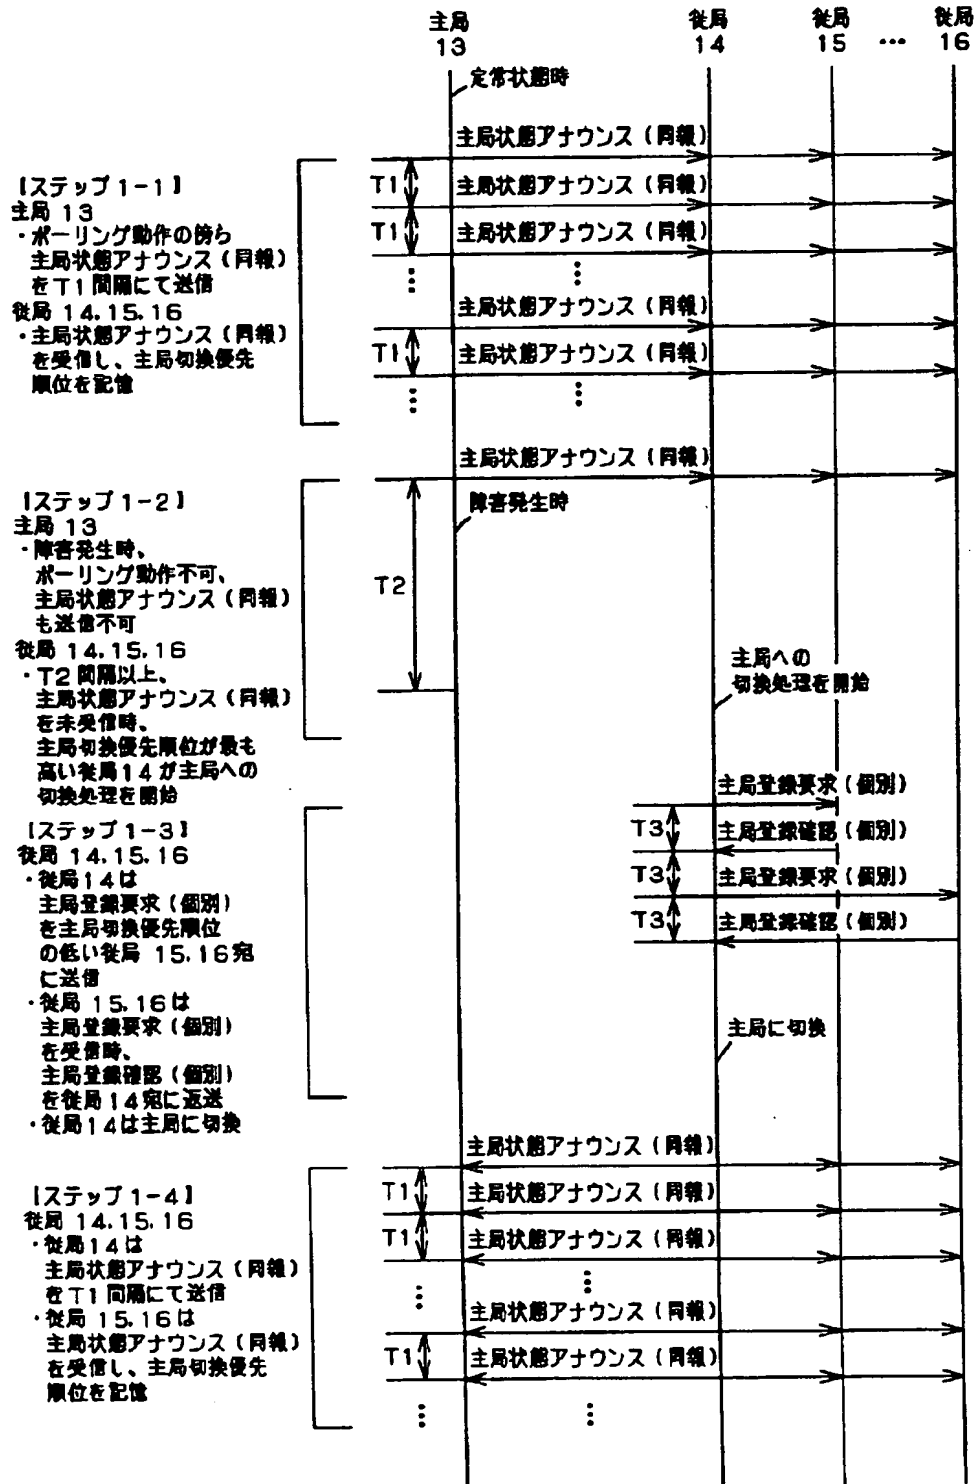 主局
13
従局
14
従局
15
…
従局
16
定常状態時
主局状態アナウンス(同報)
【ステップ1-1】
主局 13
・ポーリング動作の傍ら
主局状態アナウンス(同報)
をT1間隔にて送信
従局 14.15.16
・主局状態アナウンス(同報)
を受信し、主局切換優先
順位を記憶
T1
主局状態アナウンス(同報)
T1
主局状態アナウンス(同報)
主局状態アナウンス(同報)
T1
主局状態アナウンス(同報)
主局状態アナウンス(同報)
【ステップ1-2】
主局 13
・障害発生時、
ポーリング動作不可、
主局状態アナウンス(同報)
も送信不可
従局 14.15.16
・T2間隔以上、
主局状態アナウンス(同報)
を未受信時、
主局切換優先順位が最も
高い従局14が主局への
切換処理を開始
障害発生時
T2
主局への
切換処理を開始
【ステップ1-3】
従局 14.15.16
・従局14は
主局登録要求(個別)
を主局切換優先順位
の低い従局 15.16宛
に送信
・従局 15.16は
主局登録要求(個別)
を受信時、
主局登録確認(個別)
を従局14宛に返送
・従局14は主局に切換
主局登録要求(個別)
T3
主局登録確認(個別)
T3
主局登録要求(個別)
T3
主局登録確認(個別)
主局に切換
主局状態アナウンス(同報)
【ステップ1-4】
従局 14.15.16
・従局14は
主局状態アナウンス(同報)
をT1間隔にて送信
・従局 15.16は
主局状態アナウンス(同報)
を受信し、主局切換優先
順位を記憶
T1
主局状態アナウンス(同報)
T1
主局状態アナウンス(同報)
主局状態アナウンス(同報)
T1
主局状態アナウンス(同報)